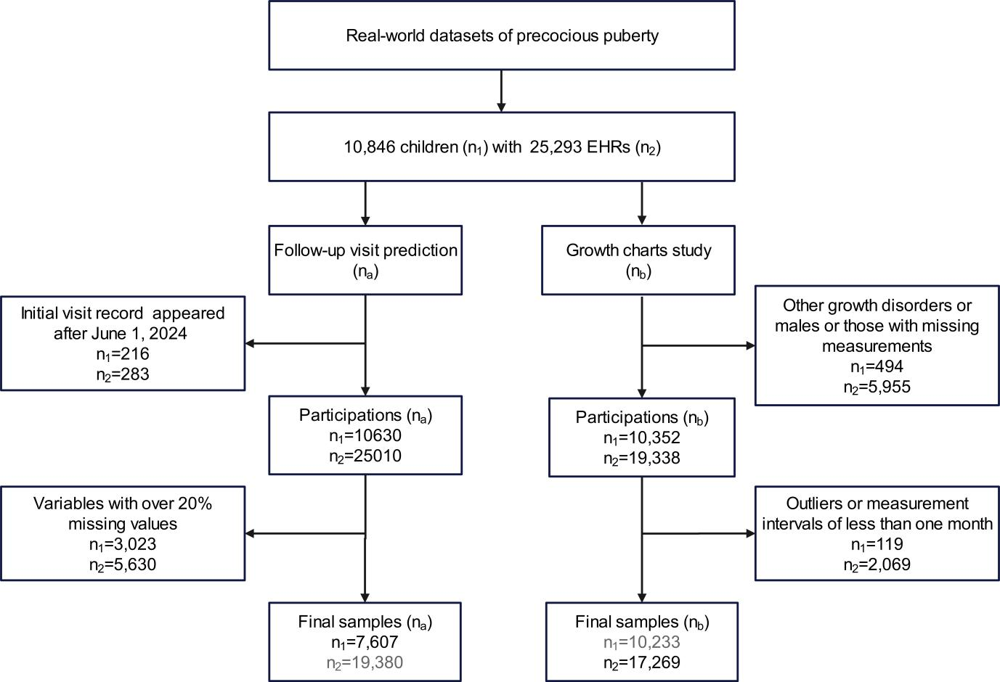 Real-world datasets of precocious puberty
10,846 children (n₁) with 25,293 EHRs (n₂)
Follow-up visit prediction
(nₐ)
Growth charts study
(n_b)
Initial visit record appeared
after June 1, 2024
n₁=216
n₂=283
Other growth disorders or
males or those with missing
measurements
n₁=494
n₂=5,955
Participations (nₐ)
n₁=10630
n₂=25010
Participations (n_b)
n₁=10,352
n₂=19,338
Variables with over 20%
missing values
n₁=3,023
n₂=5,630
Outliers or measurement
intervals of less than one month
n₁=119
n₂=2,069
Final samples (nₐ)
n₁=7,607
n₂=19,380
Final samples (n_b)
n₁=10,233
n₂=17,269